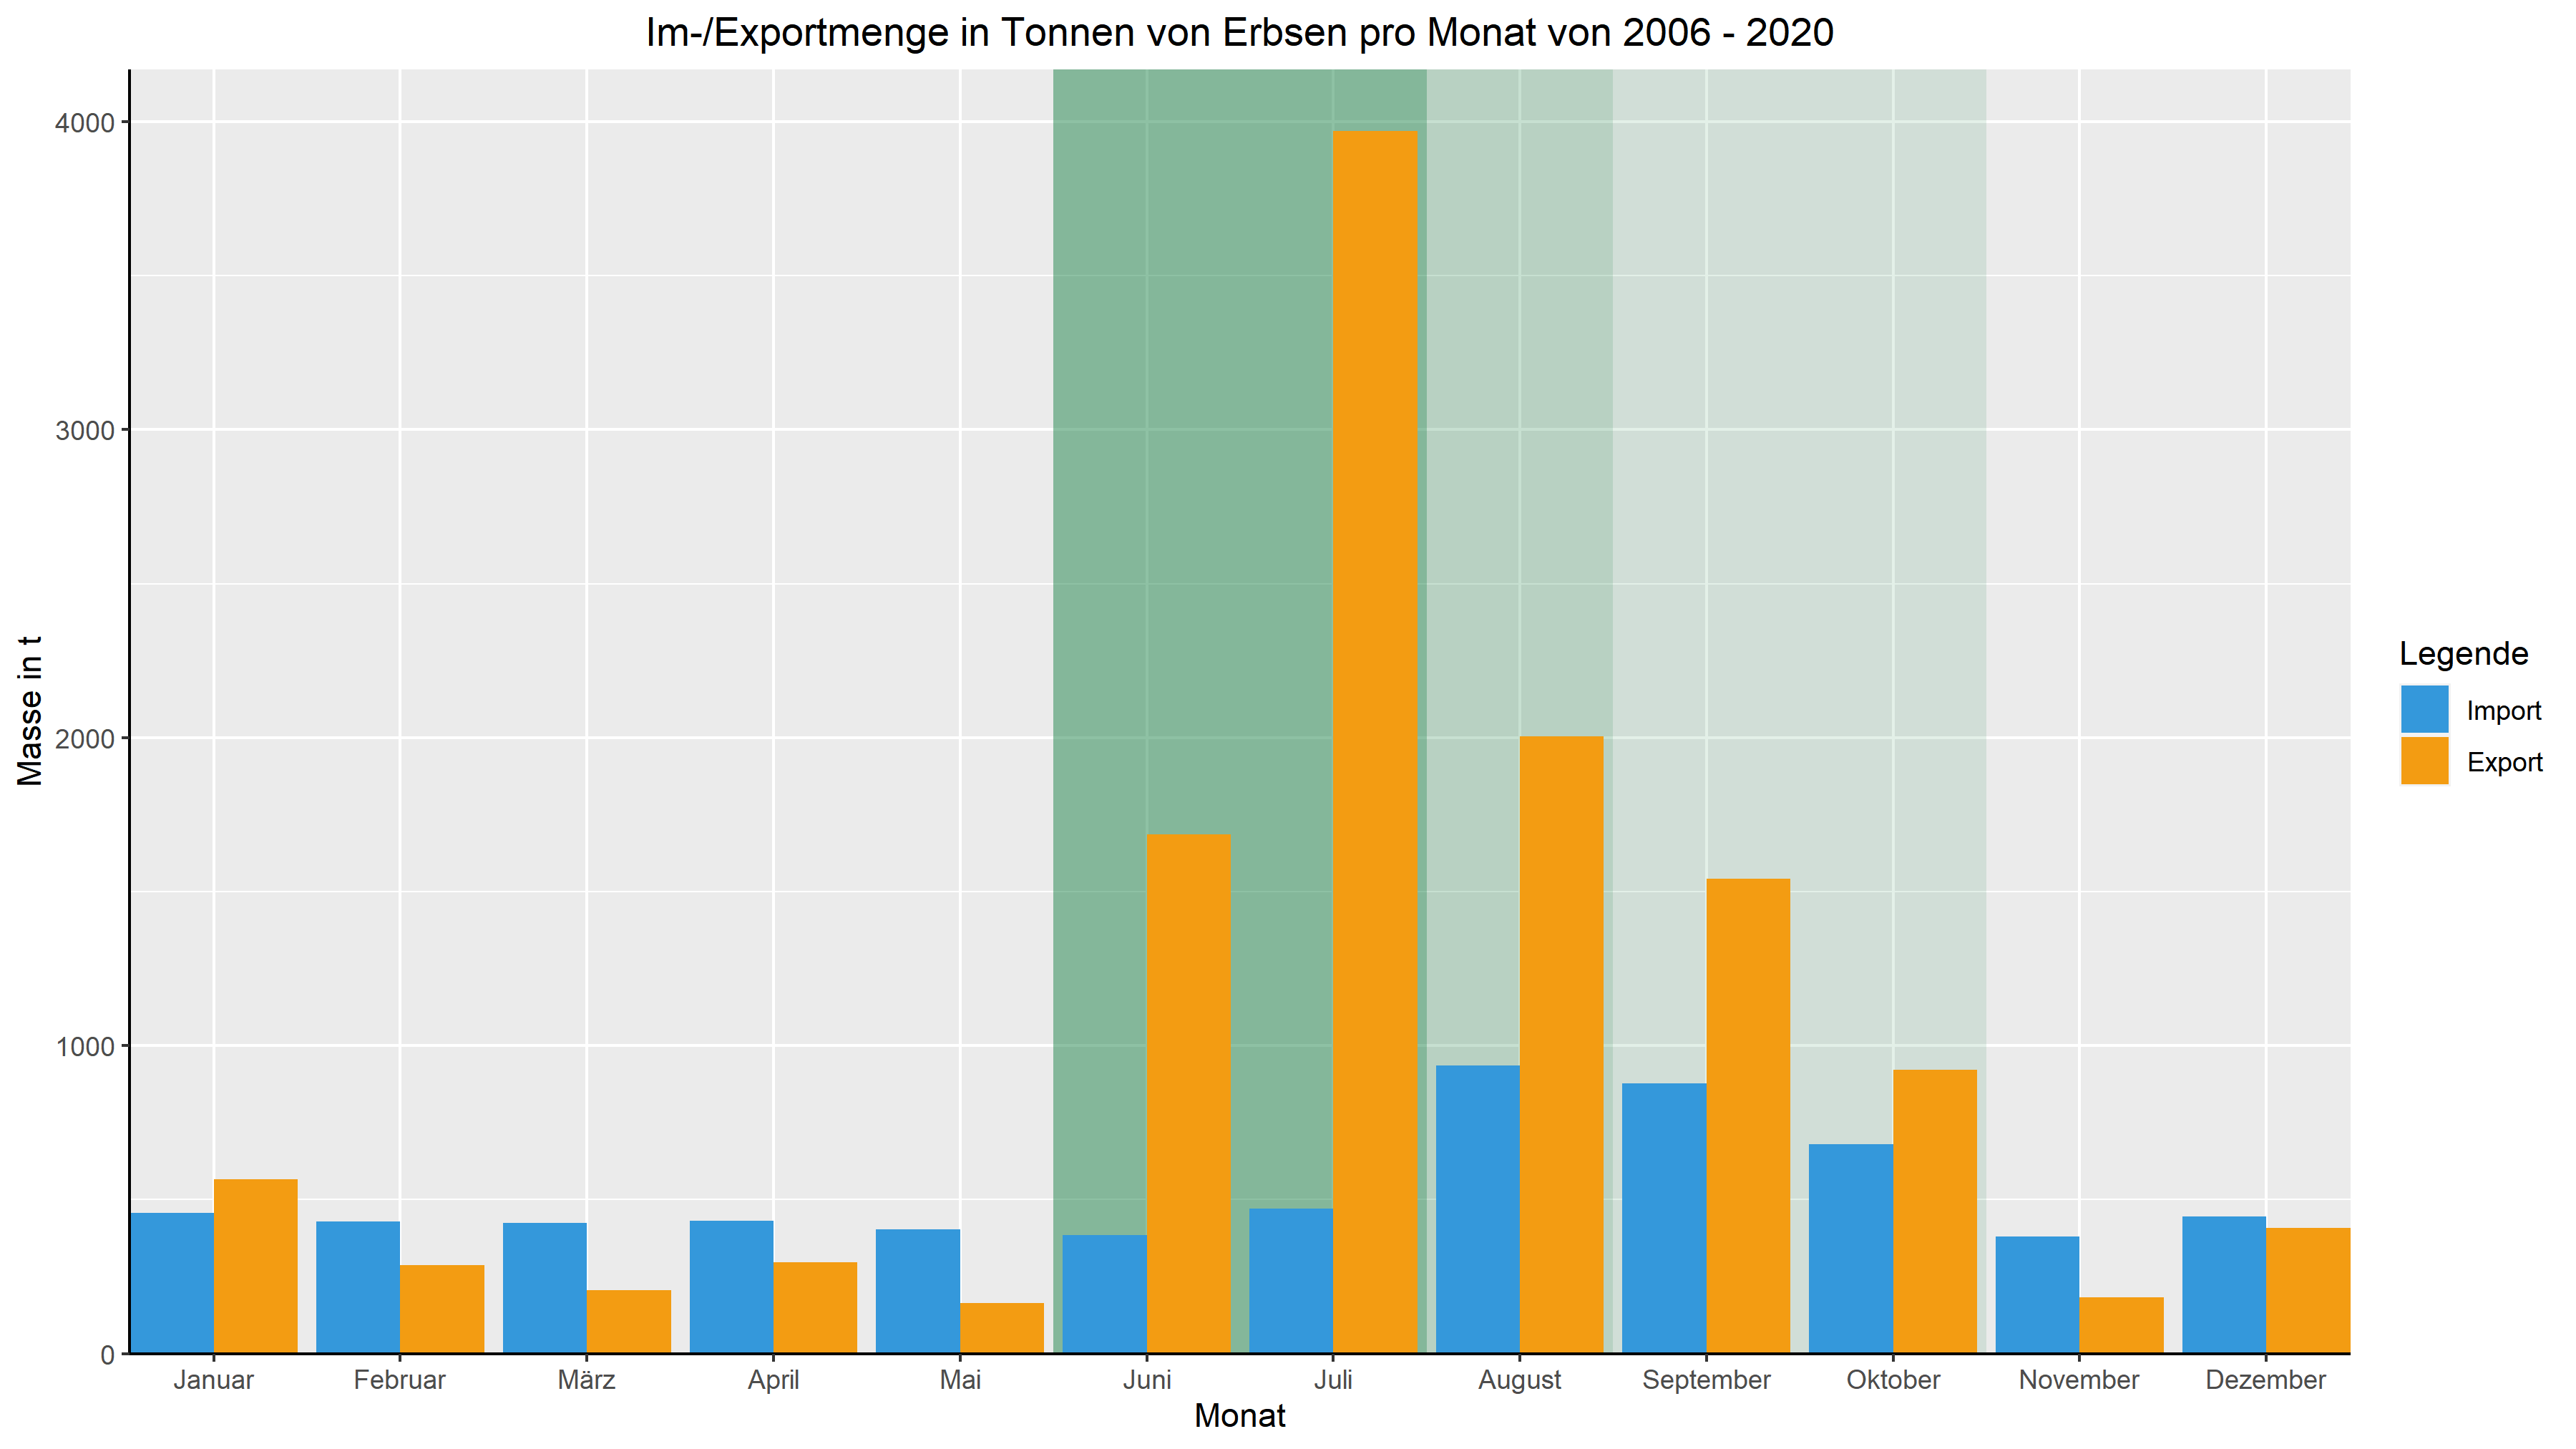 Im-/Exportmenge in Tonnen von Erbsen pro Monat von 2006 - 2020
Masse in t
4000
3000
2000
1000
0
Januar Februar März April Mai Juni Juli August September Oktober November Dezember
Monat
Legende
Import
Export